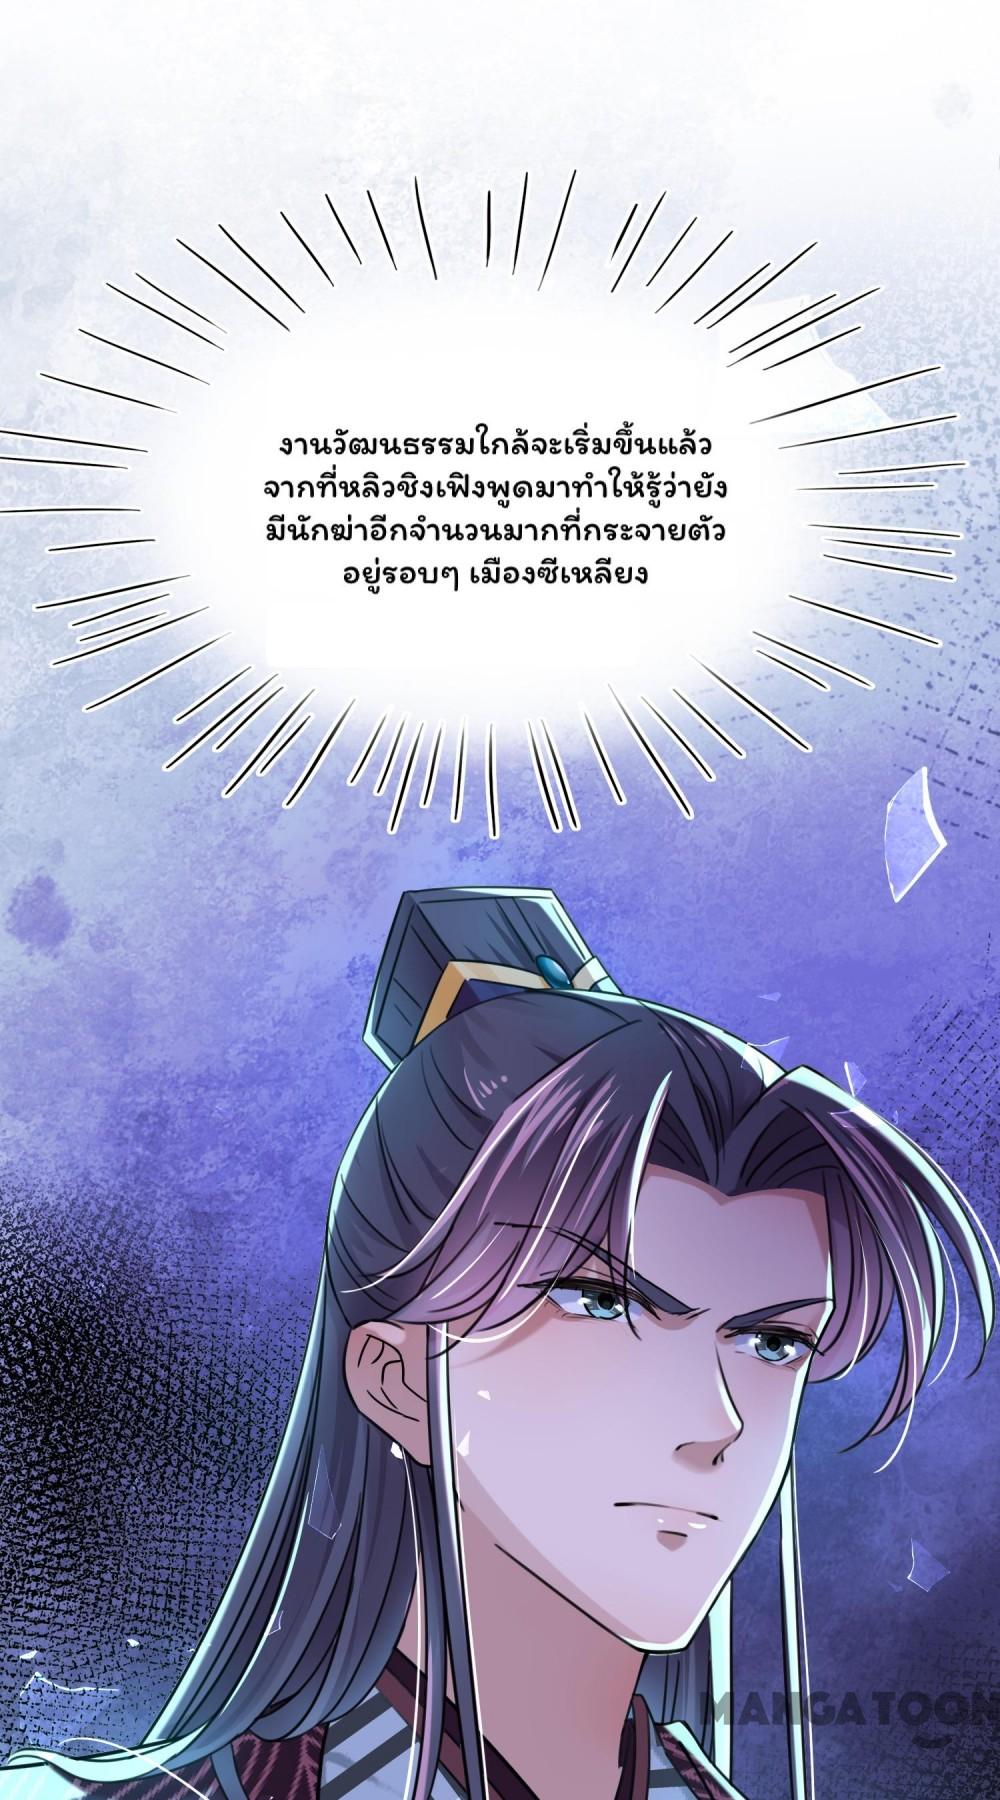 งานวัฒนธรรมใกล้จะเริ่มขึ้นแล้ว
จากที่หลิวชิงเฟิงพูดมาทำให้รู้ว่ายัง
มีนักฆ่าอีกจำนวนมากที่กระจายตัว
อยู่รอบๆ เมืองซีเหลียง
MANGATOON